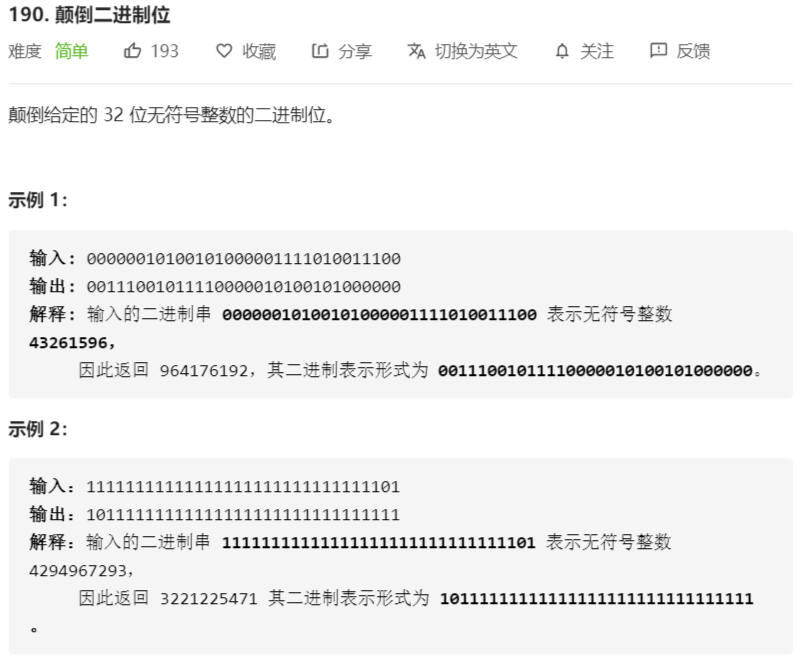 190. 颠倒二进制位
难度 简单 193 收藏 分享 切换为英文 关注 反馈
颠倒给定的 32 位无符号整数的二进制位。
示例 1：
输入: 00000010100101000001111010011100
输出: 00111001011110000010100101000000
解释: 输入的二进制串 00000010100101000001111010011100 表示无符号整数
43261596，
因此返回 964176192，其二进制表示形式为 00111001011110000010100101000000。
示例 2：
输入：11111111111111111111111111111101
输出：10111111111111111111111111111111
解释：输入的二进制串 11111111111111111111111111111101 表示无符号整数
4294967293，
因此返回 3221225471 其二进制表示形式为 10111111111111111111111111111111
。